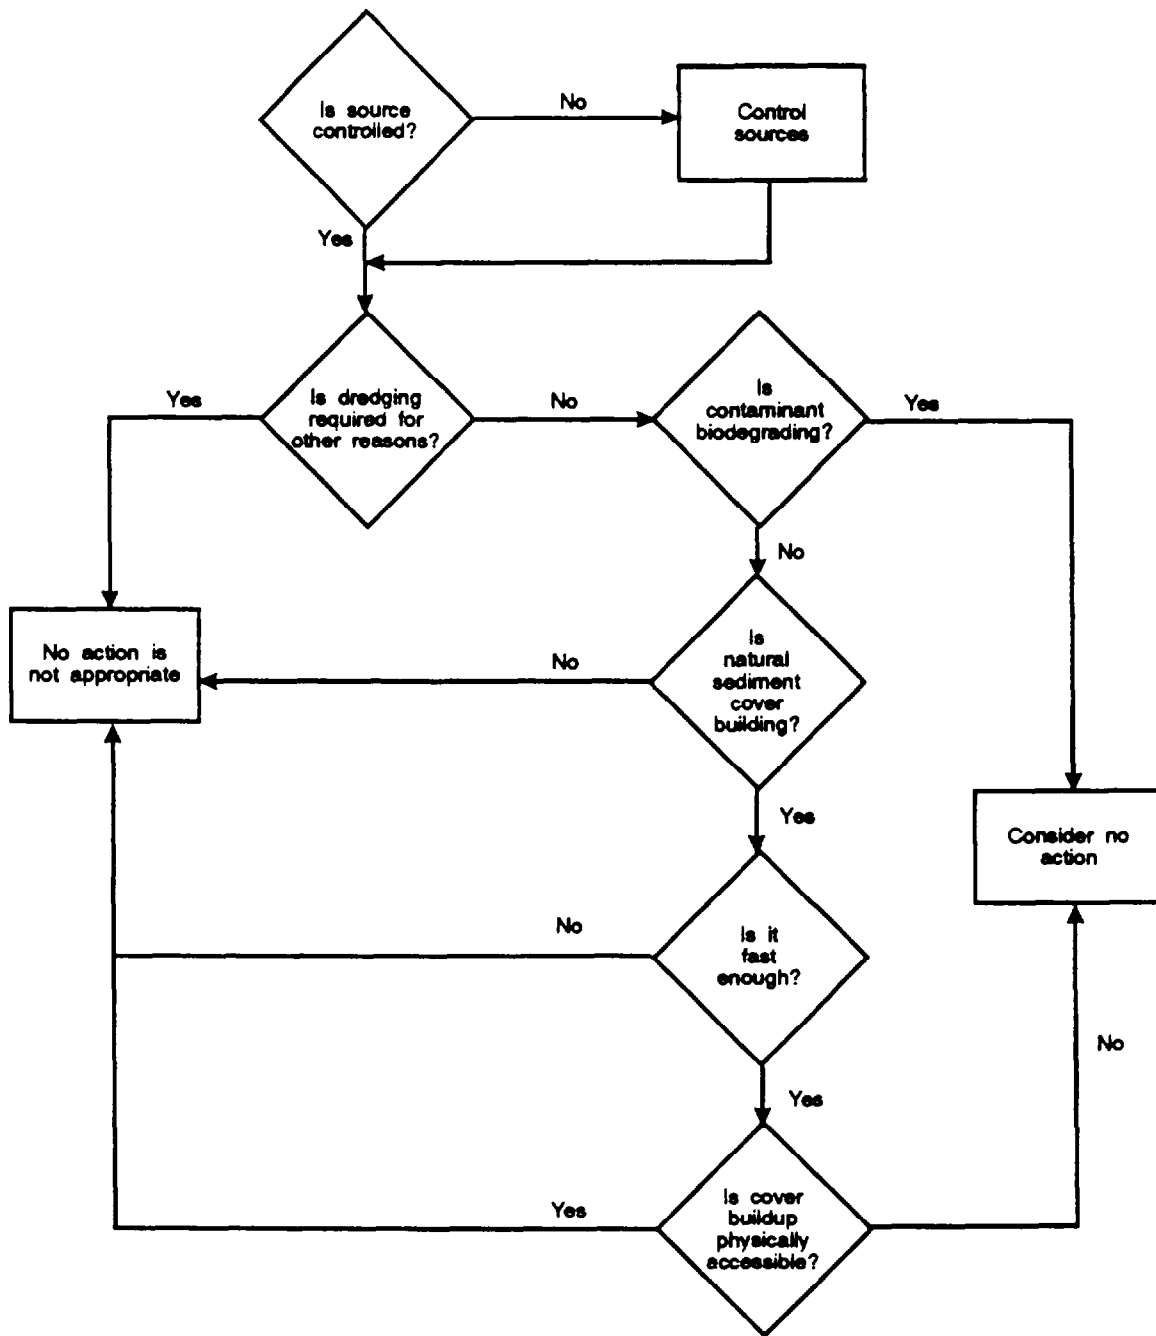 Is source
controlled?
No
Control
sources
Yes
Is dredging
required for
other reasons?
Yes
No
Is
contaminant
biodegrading?
Yes
No
No action is
not appropriate
No
Is
natural
sediment
cover
building?
Yes
Consider no
action
No
Is it
fast
enough?
No
Yes
Yes
Is cover
buildup
physically
accessible?